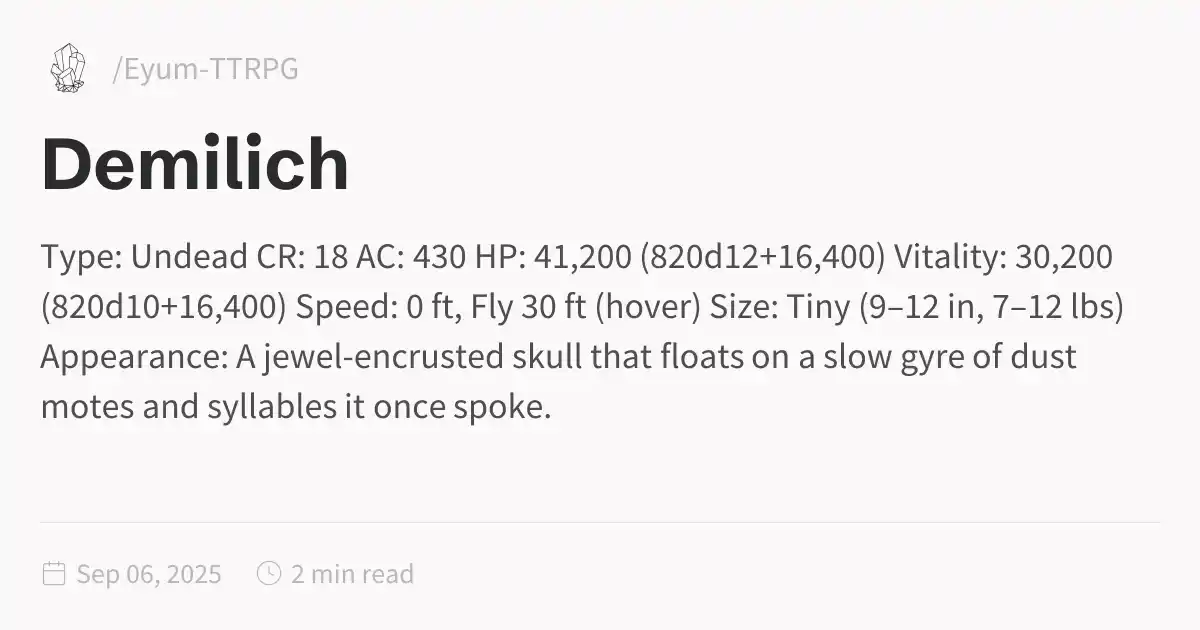 /Eyum-TTRPG
Demilich
Type: Undead CR: 18 AC: 430 HP: 41,200 (820d12+16,400) Vitality: 30,200
(820d10+16,400) Speed: 0 ft, Fly 30 ft (hover) Size: Tiny (9–12 in, 7–12 lbs)
Appearance: A jewel-encrusted skull that floats on a slow gyre of dust
motes and syllables it once spoke.
Sep 06, 2025 2 min read